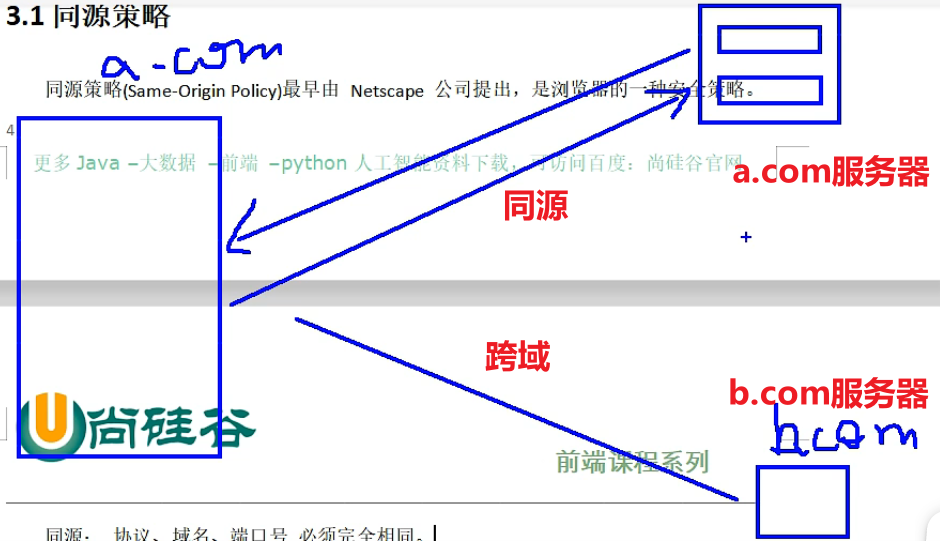 3.1 同源策略
a.com
同源策略(Same-Origin Policy)最早由 Netscape 公司提出，是浏览器的一种安全策略。
4
更多 Java –大数据 –前端 –python 人工智能资料下载，可访问百度：尚硅谷官网
a.com服务器
同源
跨域
b.com服务器
b.com
U尚硅谷
前端课程系列
同源： 协议、域名、端口号 必须完全相同。